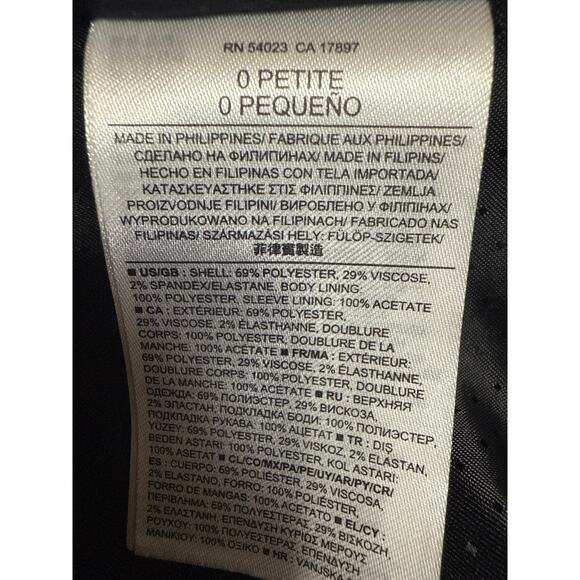 RN 54023 CA 17897
0 PETITE
0 PEQUEÑO
MADE IN PHILIPPINES/ FABRIQUE AUX PHILIPPINES/
СДЕЛАНО НА ФИЛИПИНАХ/ MADE IN FILIPINS/
HECHO EN FILIPINAS CON TELA IMPORTADA/
ΚΑΤΑΣΚΕΥΑΣΤΗΚΕ ΣΤΙΣ ΦΙΛΙΠΠΙΝΕΣ/ ZEMLJA
PROIZVODNJE FILIPINI/ ВИРОБЛЕНО У ФІЛІПІНАХ/
WYPRODUKOWANO NA FILIPINACH/ FABRICADO NAS
FILIPINAS/ SZÁRMAZÁSI HELY: FÜLÖP-SZIGETEK/
菲律賓製造
■ US/GB : SHELL: 69% POLYESTER, 29% VISCOSE,
2% SPANDEX/ELASTANE, BODY LINING:
100% POLYESTER, SLEEVE LINING: 100% ACETATE
■ CA : EXTÉRIEUR: 69% POLYESTER,
29% VISCOSE, 2% ÉLASTHANNE, DOUBLURE
CORPS: 100% POLYESTER, DOUBLURE DE LA
MANCHE: 100% ACÉTATE ■ FR/MA : EXTÉRIEUR:
69% POLYESTER, 29% VISCOSE, 2% ÉLASTHANNE,
DOUBLURE CORPS: 100% POLYESTER, DOUBLURE
DE LA MANCHE: 100% ACÉTATE ■ RU : ВЕРХНЯЯ
ОДЕЖДА: 69% ПОЛИЭСТЕР, 29% ВИСКОЗА,
2% ЭЛАСТАН, ПОДКЛАДКА БОДИ: 100% ПОЛИЭСТЕР,
ПОДКЛАДКА РУКАВА: 100% АЦЕТАТ ■ TR : DIŞ
YÜZEY: 69% POLYESTER, 29% VISKOZ, 2% ELASTAN,
BEDEN ASTARI: 100% POLYESTER, KOL ASTARI:
100% ASETAT ■ CL/CO/MX/PA/PE/UY/AR/PY/CR/
ES : CUERPO: 69% POLIÉSTER, 29% VISCOSA,
2% ELASTANO, FORRO: 100% POLIÉSTER,
FORRO DE MANGAS: 100% ACETATO ■ EL/CY :
ΠΕΡΙΒΛΗΜΑ: 69% ΠΟΛΥΕΣΤΕΡΑΣ, 29% ΒΙΣΚΟΖΗ,
2% ΕΛΑΣΤΑΝΗ, ΕΠΕΝΔΥΣΗ ΚΥΡΙΩΣ ΜΕΡΟΥΣ
ΡΟΥΧΟΥ: 100% ΠΟΛΥΕΣΤΕΡΑΣ, ΕΠΕΝΔΥΣΗ
ΜΑΝΙΚΙΟΥ: 100% ΟΞΙΚΟ ■ HR : VANJSKA